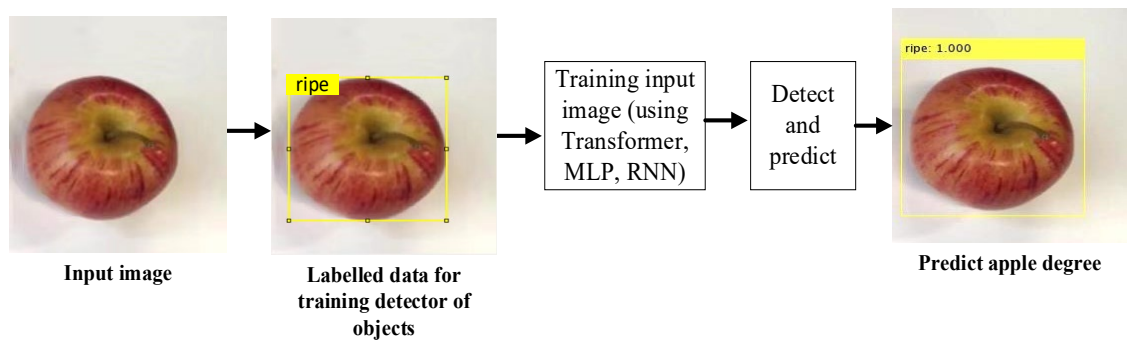 ripe
Training input
image (using
Transformer,
MLP, RNN)
Detect
and
predict
ripe: 1.000
Input image
Labelled data for
training detector of
objects
Predict apple degree